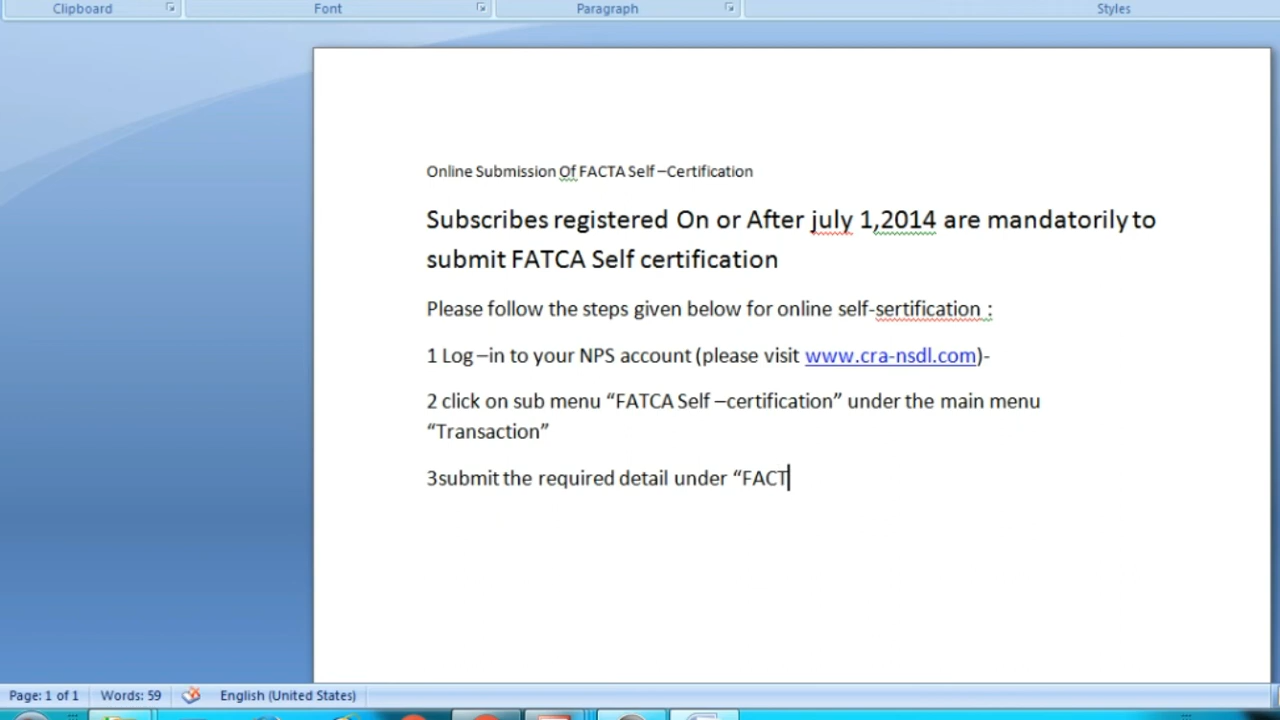 Clipboard Font Paragraph Styles
Online Submission Of FACTA Self –Certification
Subscribes registered On or After july 1,2014 are mandatorily to
submit FATCA Self certification
Please follow the steps given below for online self-sertification :
1 Log –in to your NPS account (please visit www.cra-nsdl.com)-
2 click on sub menu “FATCA Self –certification” under the main menu
“Transaction”
3submit the required detail under “FACT
Page: 1 of 1 Words: 59 English (United States)